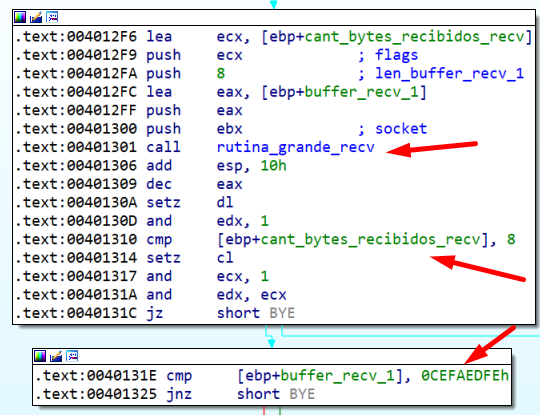 .text:004012F6 lea ecx, [ebp+cant_bytes_recibidos_recv]
.text:004012F9 push ecx ; flags
.text:004012FA push 8 ; len_buffer_recv_1
.text:004012FC lea eax, [ebp+buffer_recv_1]
.text:004012FF push eax
.text:00401300 push ebx ; socket
.text:00401301 call rutina_grande_recv
.text:00401306 add esp, 10h
.text:00401309 dec eax
.text:0040130A setz dl
.text:0040130D and edx, 1
.text:00401310 cmp [ebp+cant_bytes_recibidos_recv], 8
.text:00401314 setz cl
.text:00401317 and ecx, 1
.text:0040131A and edx, ecx
.text:0040131C jz short BYE
.text:0040131E cmp [ebp+buffer_recv_1], 0CEFAEDFEh
.text:00401325 jnz short BYE